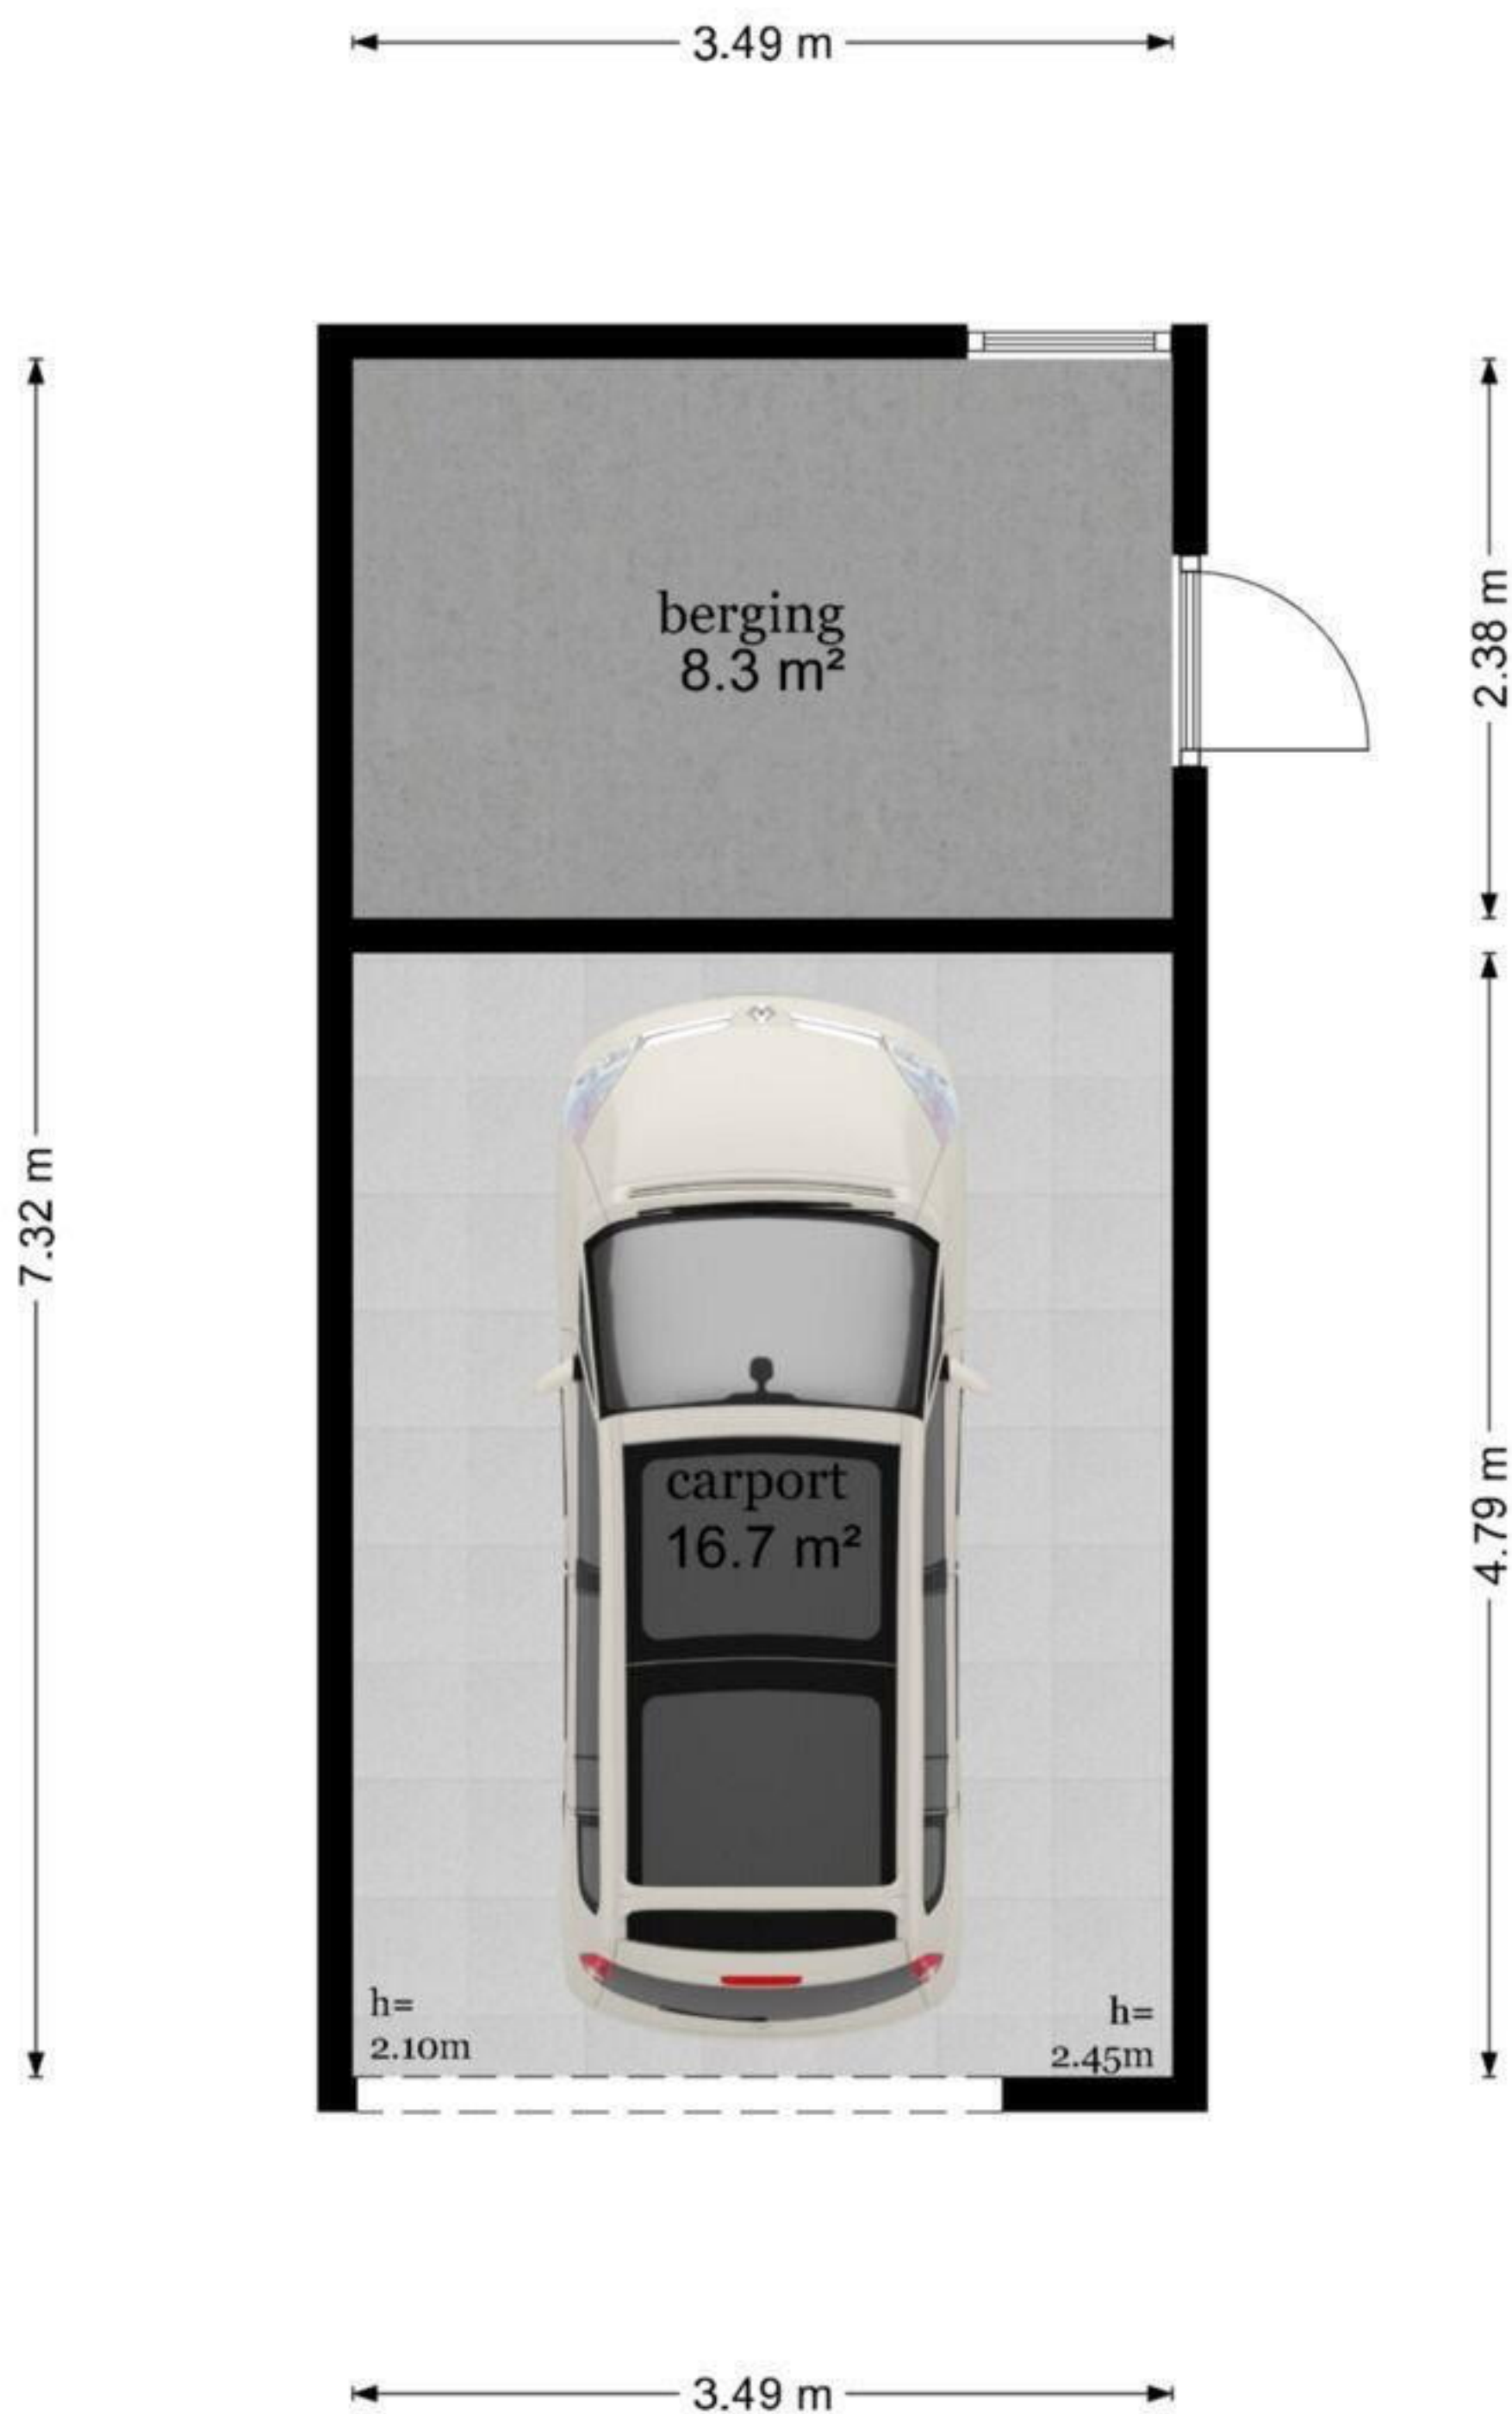 3.49 m
berging
8.3 m²
2.38 m
7.32 m
carport
16.7 m²
4.79 m
h=
2.10m
h=
2.45m
3.49 m